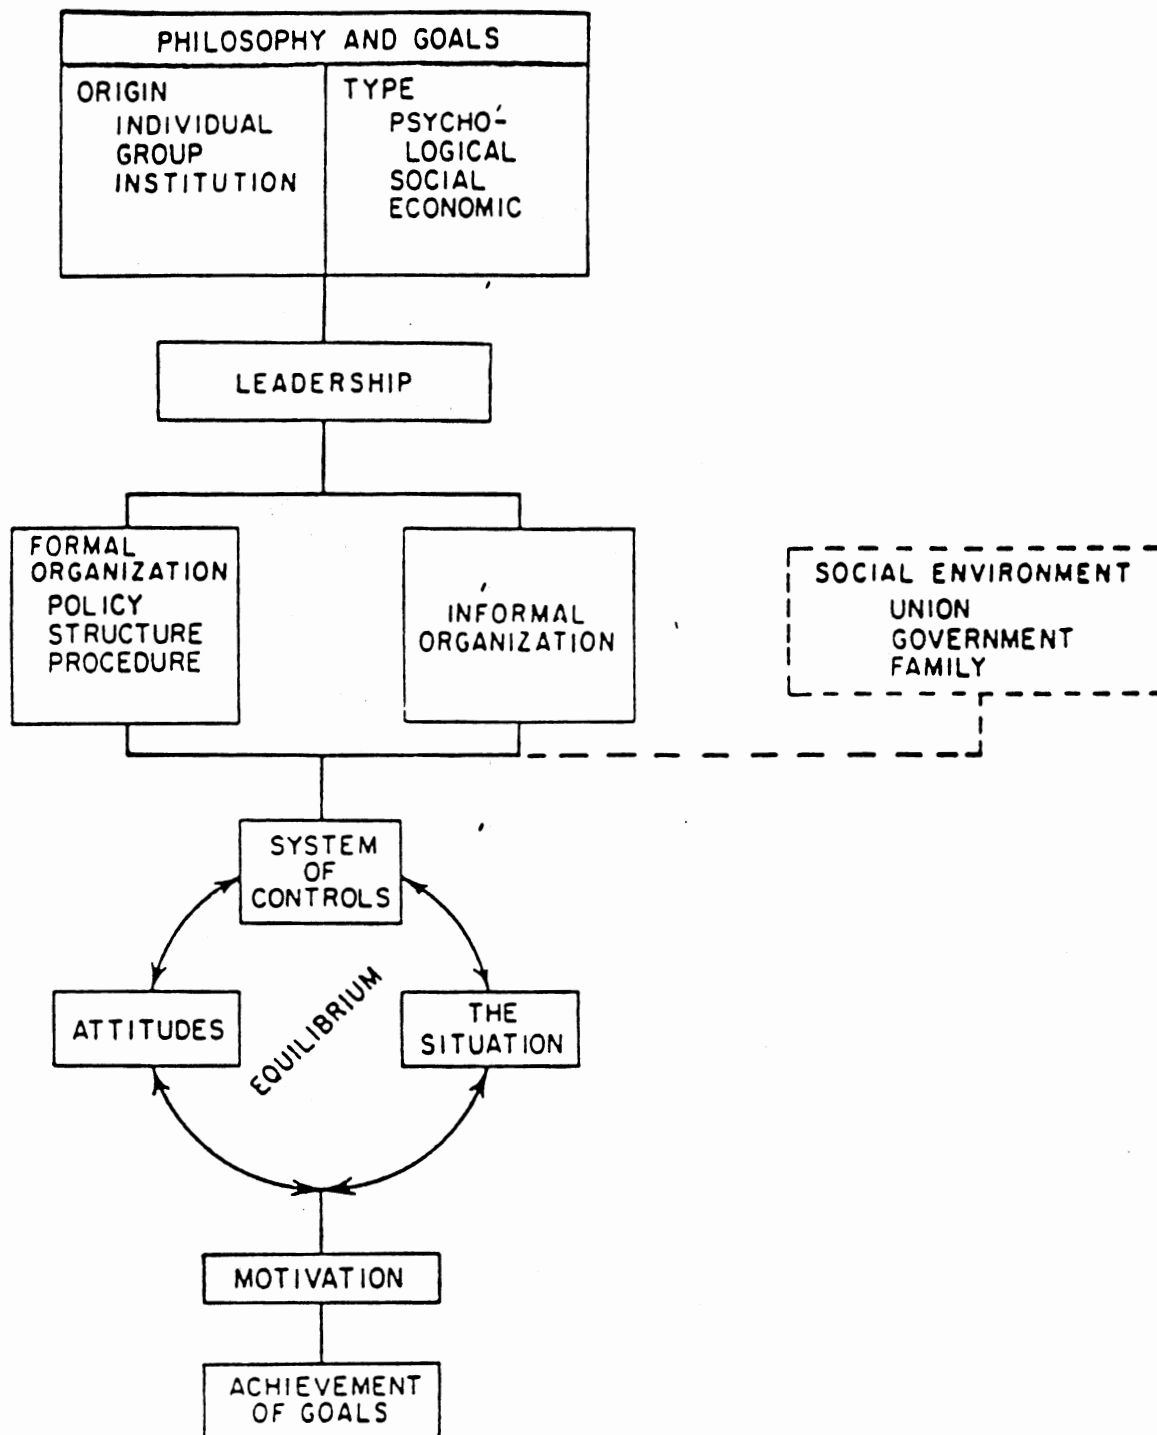 PHILOSOPHY AND GOALS
ORIGIN
INDIVIDUAL
GROUP
INSTITUTION
TYPE
PSYCHO-
LOGICAL
SOCIAL
ECONOMIC
LEADERSHIP
FORMAL
ORGANIZATION
POLICY
STRUCTURE
PROCEDURE
INFORMAL
ORGANIZATION
SOCIAL ENVIRONMENT
UNION
GOVERNMENT
FAMILY
SYSTEM
OF
CONTROLS
ATTITUDES
EQUILIBRIUM
THE
SITUATION
MOTIVATION
ACHIEVEMENT
OF GOALS